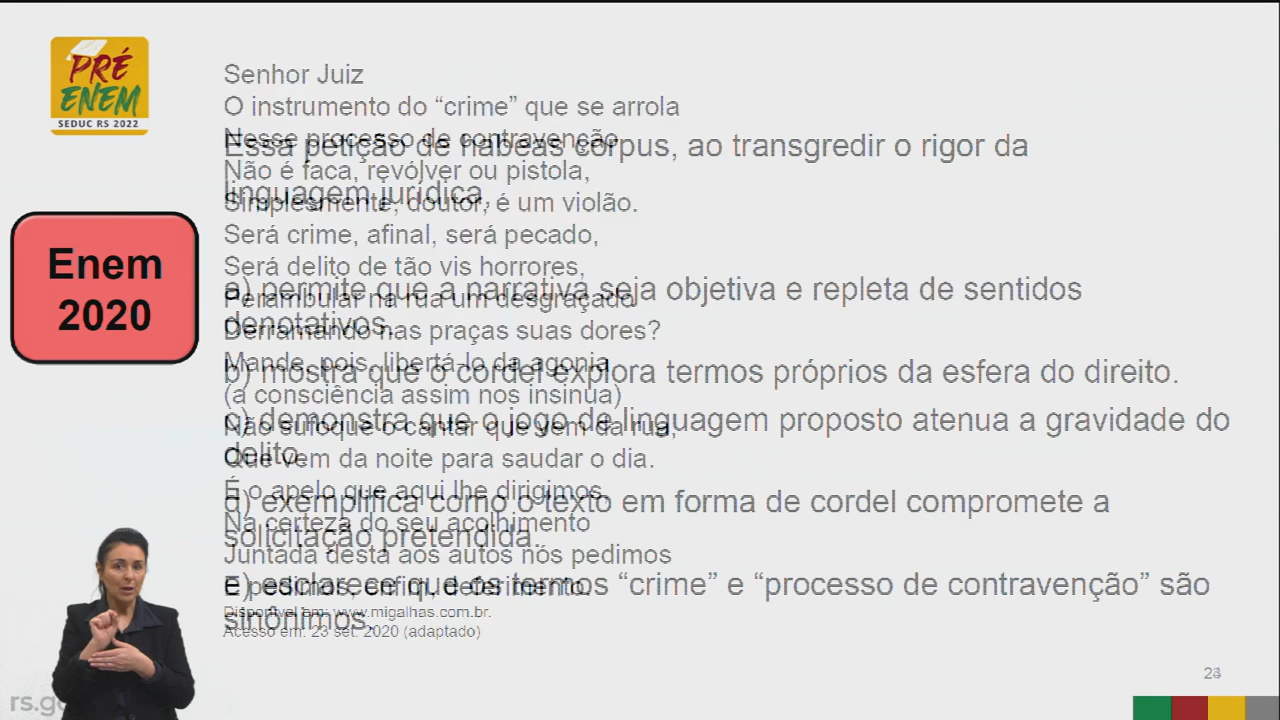 PRÉ
ENEM
SEDUC RS 2022
Enem
2020
Senhor Juiz
O instrumento do “crime” que se arrola
Nesse processo de contravenção
Não é faca, revólver ou pistola,
Simplesmente, doutor, é um violão.
Será crime, afinal, será pecado,
Será delito de tão vis horrores,
Perambular na rua um desgraçado
Derramando nas praças suas dores?
Mande, pois, libertá-lo da agonia
(a consciência assim nos insinua)
Não sufoque o cantar que vem da rua,
Que vem da noite para saudar o dia.
É o apelo que aqui lhe dirigimos,
Na certeza do seu acolhimento
Juntada desta aos autos nós pedimos
E pedimos, enfim, deferimento.
Disponível em: www.migalhas.com.br.
Acesso em: 23 set. 2020 (adaptado)
Essa petição de habeas corpus, ao transgredir o rigor da
linguagem jurídica,
a) permite que a narrativa seja objetiva e repleta de sentidos
denotativos.
b) mostra que o cordel explora termos próprios da esfera do direito.
c) demonstra que o jogo de linguagem proposto atenua a gravidade do
delito.
d) exemplifica como o texto em forma de cordel compromete a
solicitação pretendida.
e) esclarece que os termos “crime” e “processo de contravenção” são
sinônimos.
rs.go